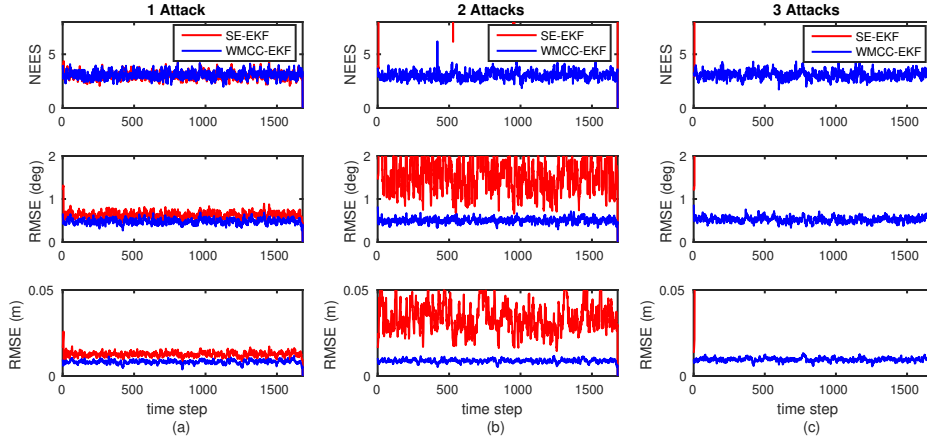 1 Attack
2 Attacks
3 Attacks
NEES
5
0
SE-EKF
WMCC-EKF
0 500 1000 1500
NEES
5
0
SE-EKF
WMCC-EKF
0 500 1000 1500
NEES
5
0
SE-EKF
WMCC-EKF
0 500 1000 1500
RMSE (deg)
2
1
0
0 500 1000 1500
RMSE (deg)
2
1
0
0 500 1000 1500
RMSE (deg)
2
1
0
0 500 1000 1500
RMSE (m)
0.05
0
0 500 1000 1500
time step
(a)
RMSE (m)
0.05
0
0 500 1000 1500
time step
(b)
RMSE (m)
0.05
0
0 500 1000 1500
time step
(c)